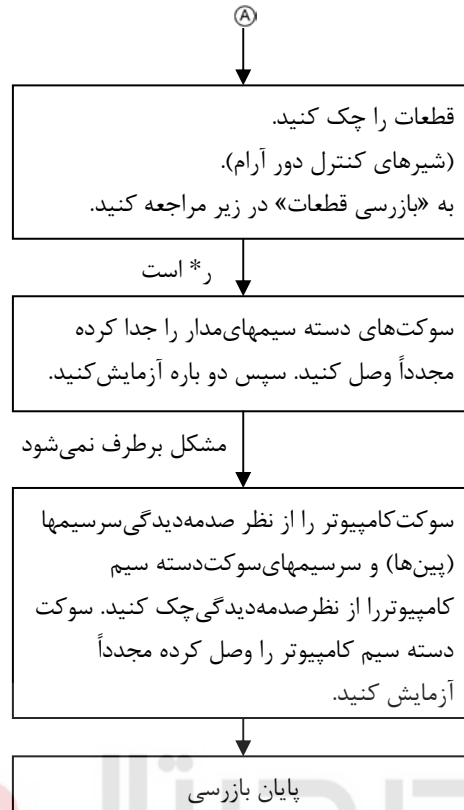 Ⓐ
قطعات را چک کنید.
(شیرهای کنترل دور آرام).
به «بازرسی قطعات» در زیر مراجعه کنید.
ر* است
سوکت‌های دسته سیمهای‌مدار را جدا کرده
مجدداً وصل کنید. سپس دو باره آزمایش‌کنید.
مشکل برطرف نمی‌شود
سوکت‌کامپیوتر را از نظر صدمه‌دیدگی‌سرسیمها
(پین‌ها) و سرسیمهای‌سوکت‌دسته سیم
کامپیوتررا از نظرصدمه‌دیدگی‌چک کنید. سوکت
دسته سیم کامپیوتر را وصل کرده مجدداً
آزمایش کنید.
پایان بازرسی